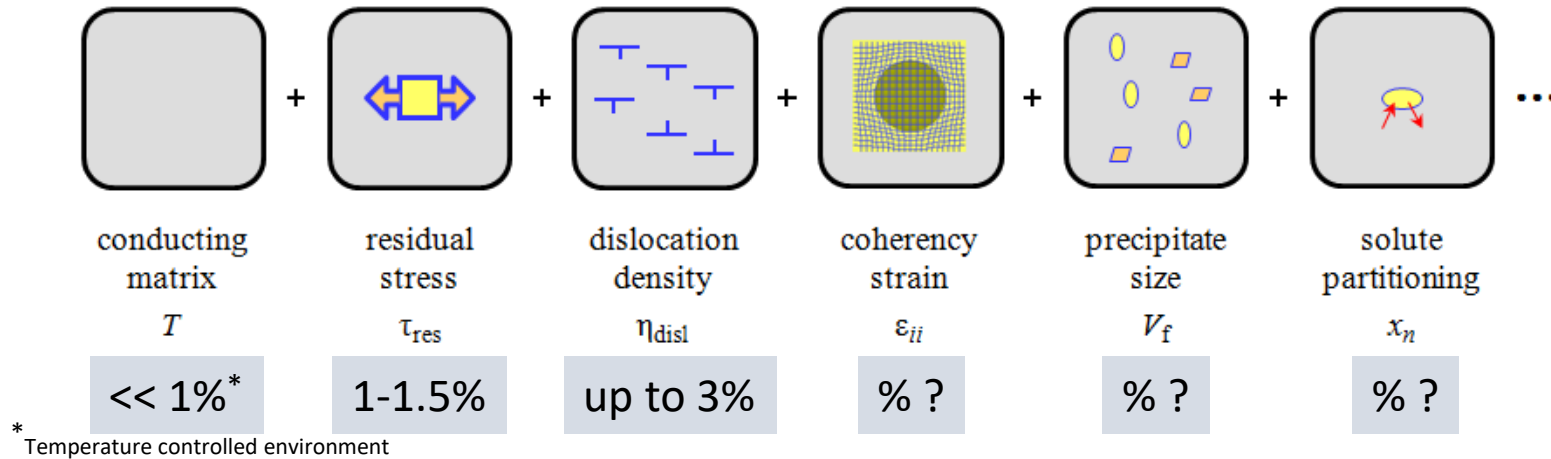 + + + + + ...
conducting matrix
residual stress
dislocation density
coherency strain
precipitate size
solute partitioning
T
τres
ηdisl
εii
Vf
xn
<< 1%*
1-1.5%
up to 3%
% ?
% ?
% ?
*Temperature controlled environment